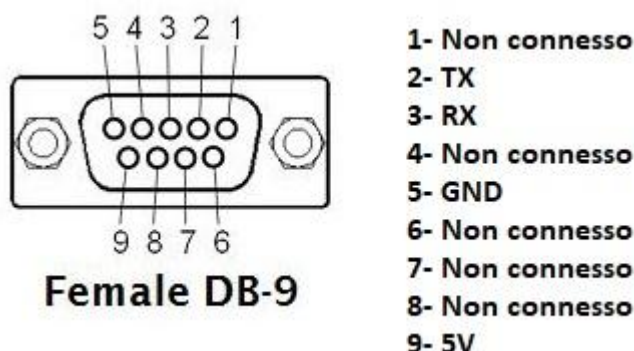 5 4 3 2 1
9 8 7 6
Female DB-9
1- Non connesso
2- TX
3- RX
4- Non connesso
5- GND
6- Non connesso
7- Non connesso
8- Non connesso
9- 5V